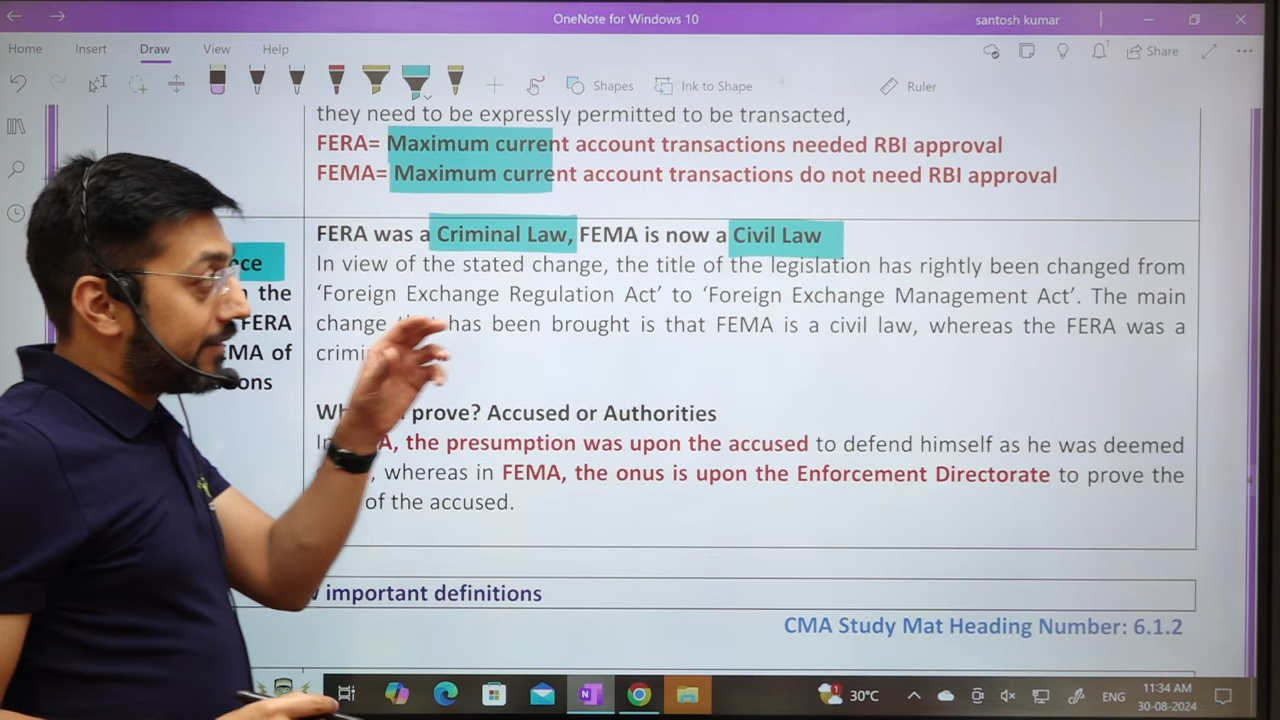 OneNote for Windows 10
santosh kumar
Home Insert Draw View Help
Share
Shapes Ink to Shape Ruler
they need to be expressly permitted to be transacted,
FERA= Maximum current account transactions needed RBI approval
FEMA= Maximum current account transactions do not need RBI approval
FERA was a Criminal Law, FEMA is now a Civil Law
In view of the stated change, the title of the legislation has rightly been changed from
the
‘Foreign Exchange Regulation Act’ to ‘Foreign Exchange Management Act’. The main
FERA
change has been brought is that FEMA is a civil law, whereas the FERA was a
of
prove? Accused or Authorities
the presumption was upon the accused to defend himself as he was deemed
, whereas in FEMA, the onus is upon the Enforcement Directorate to prove the
of the accused.
important definitions
CMA Study Mat Heading Number: 6.1.2
30°C
ENG
11:34 AM
30-08-2024